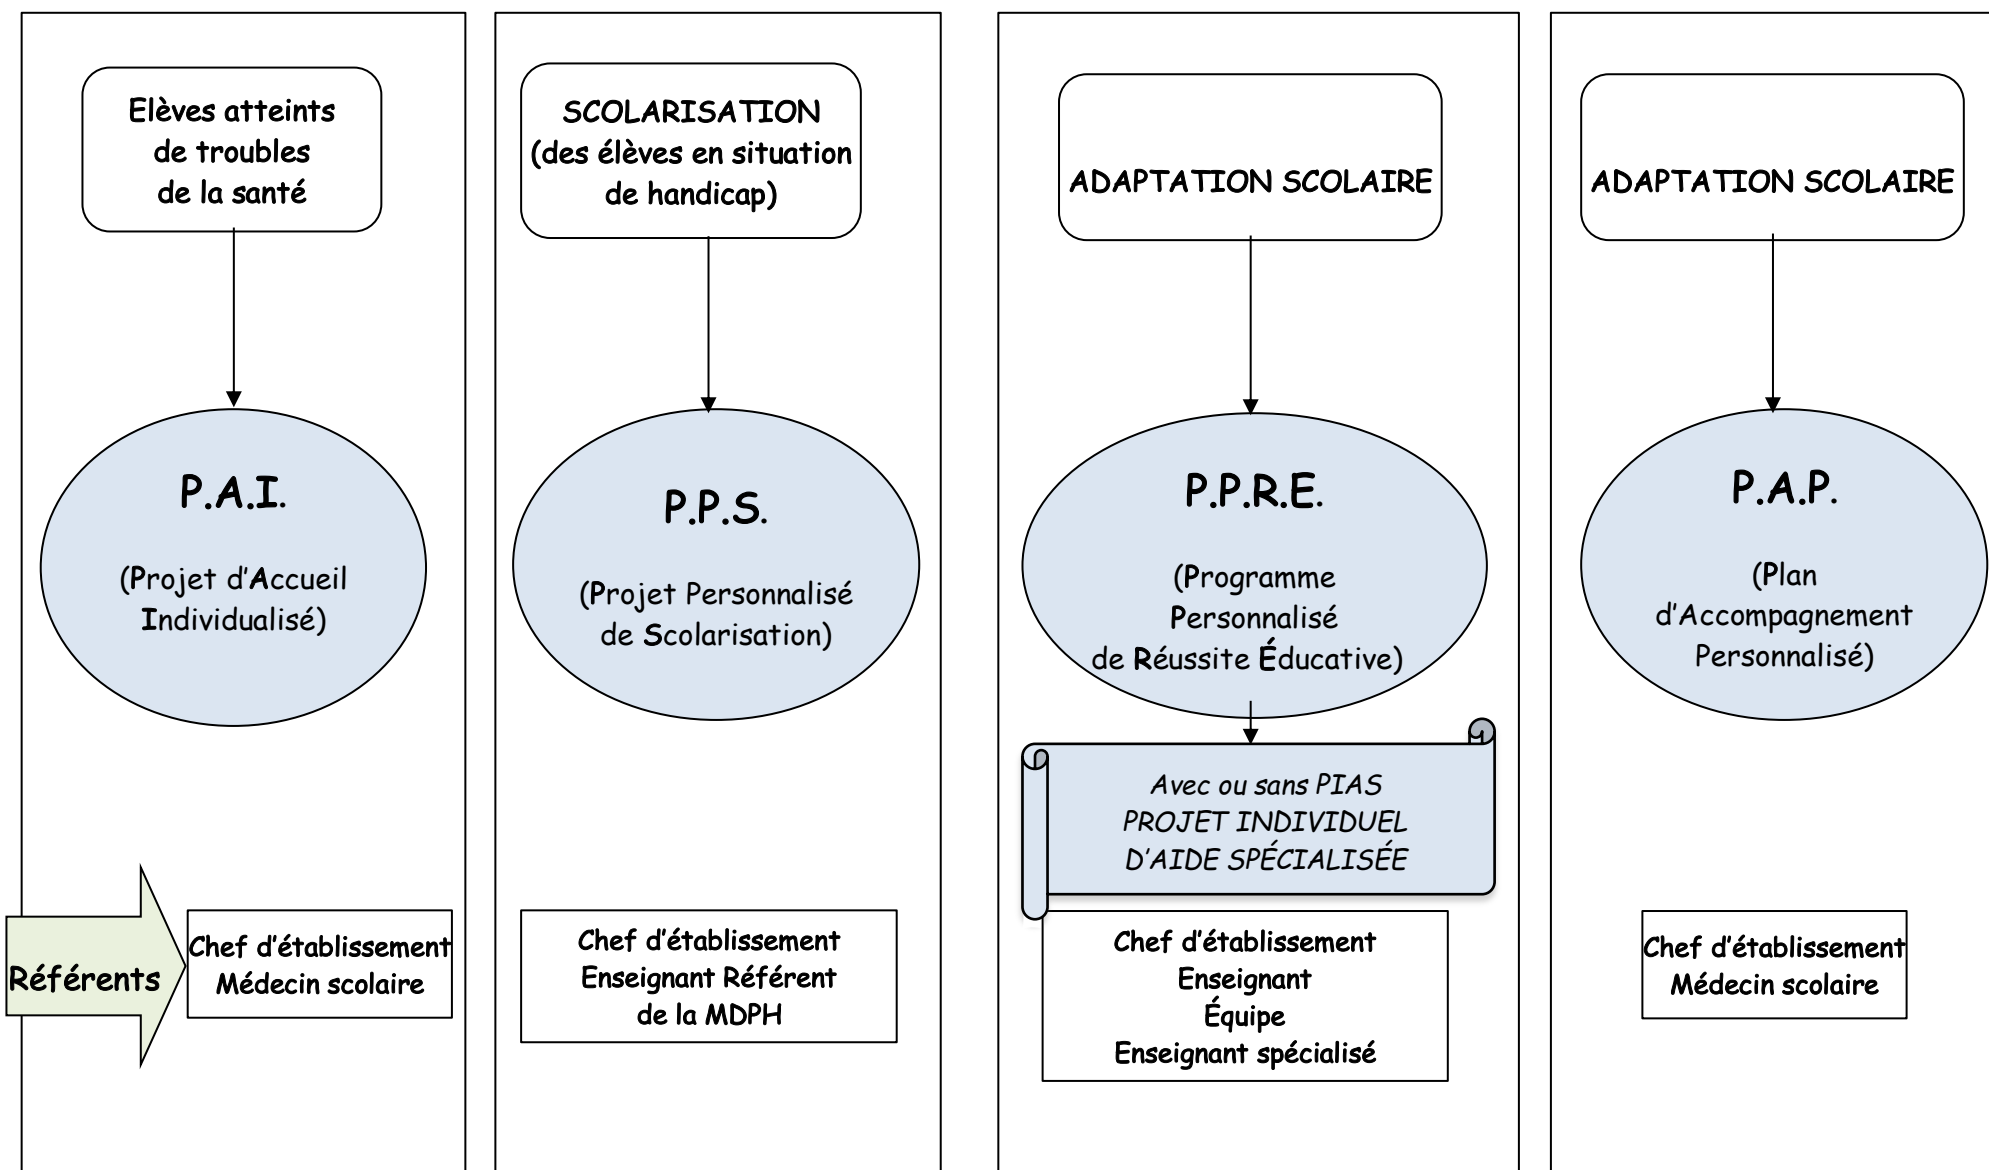 Elèves atteints
de troubles
de la santé
P.A.I.
(Projet d'Accueil
Individualisé)
Référents
Chef d'établissement
Médecin scolaire
SCOLARISATION
(des élèves en situation
de handicap)
P.P.S.
(Projet Personnalisé
de Scolarisation)
Chef d'établissement
Enseignant Référent
de la MDPH
ADAPTATION SCOLAIRE
P.P.R.E.
(Programme
Personnalisé
de Réussite Éducative)
Avec ou sans PIAS
PROJET INDIVIDUEL
D'AIDE SPÉCIALISÉE
Chef d'établissement
Enseignant
Équipe
Enseignant spécialisé
ADAPTATION SCOLAIRE
P.A.P.
(Plan
d'Accompagnement
Personnalisé)
Chef d'établissement
Médecin scolaire